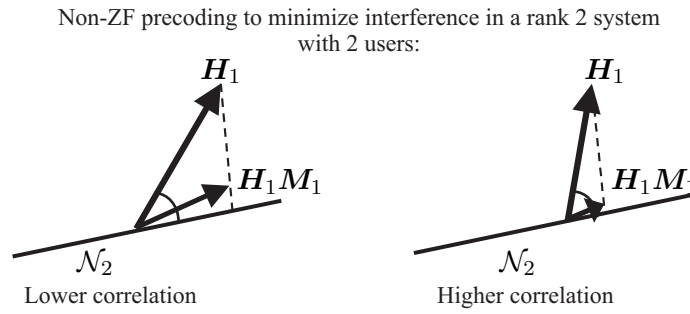 Non-ZF precoding to minimize interference in a rank 2 system
with 2 users:
H₁
H₁
H₁M₁
H₁M₁
𝒩₂
𝒩₂
Lower correlation
Higher correlation